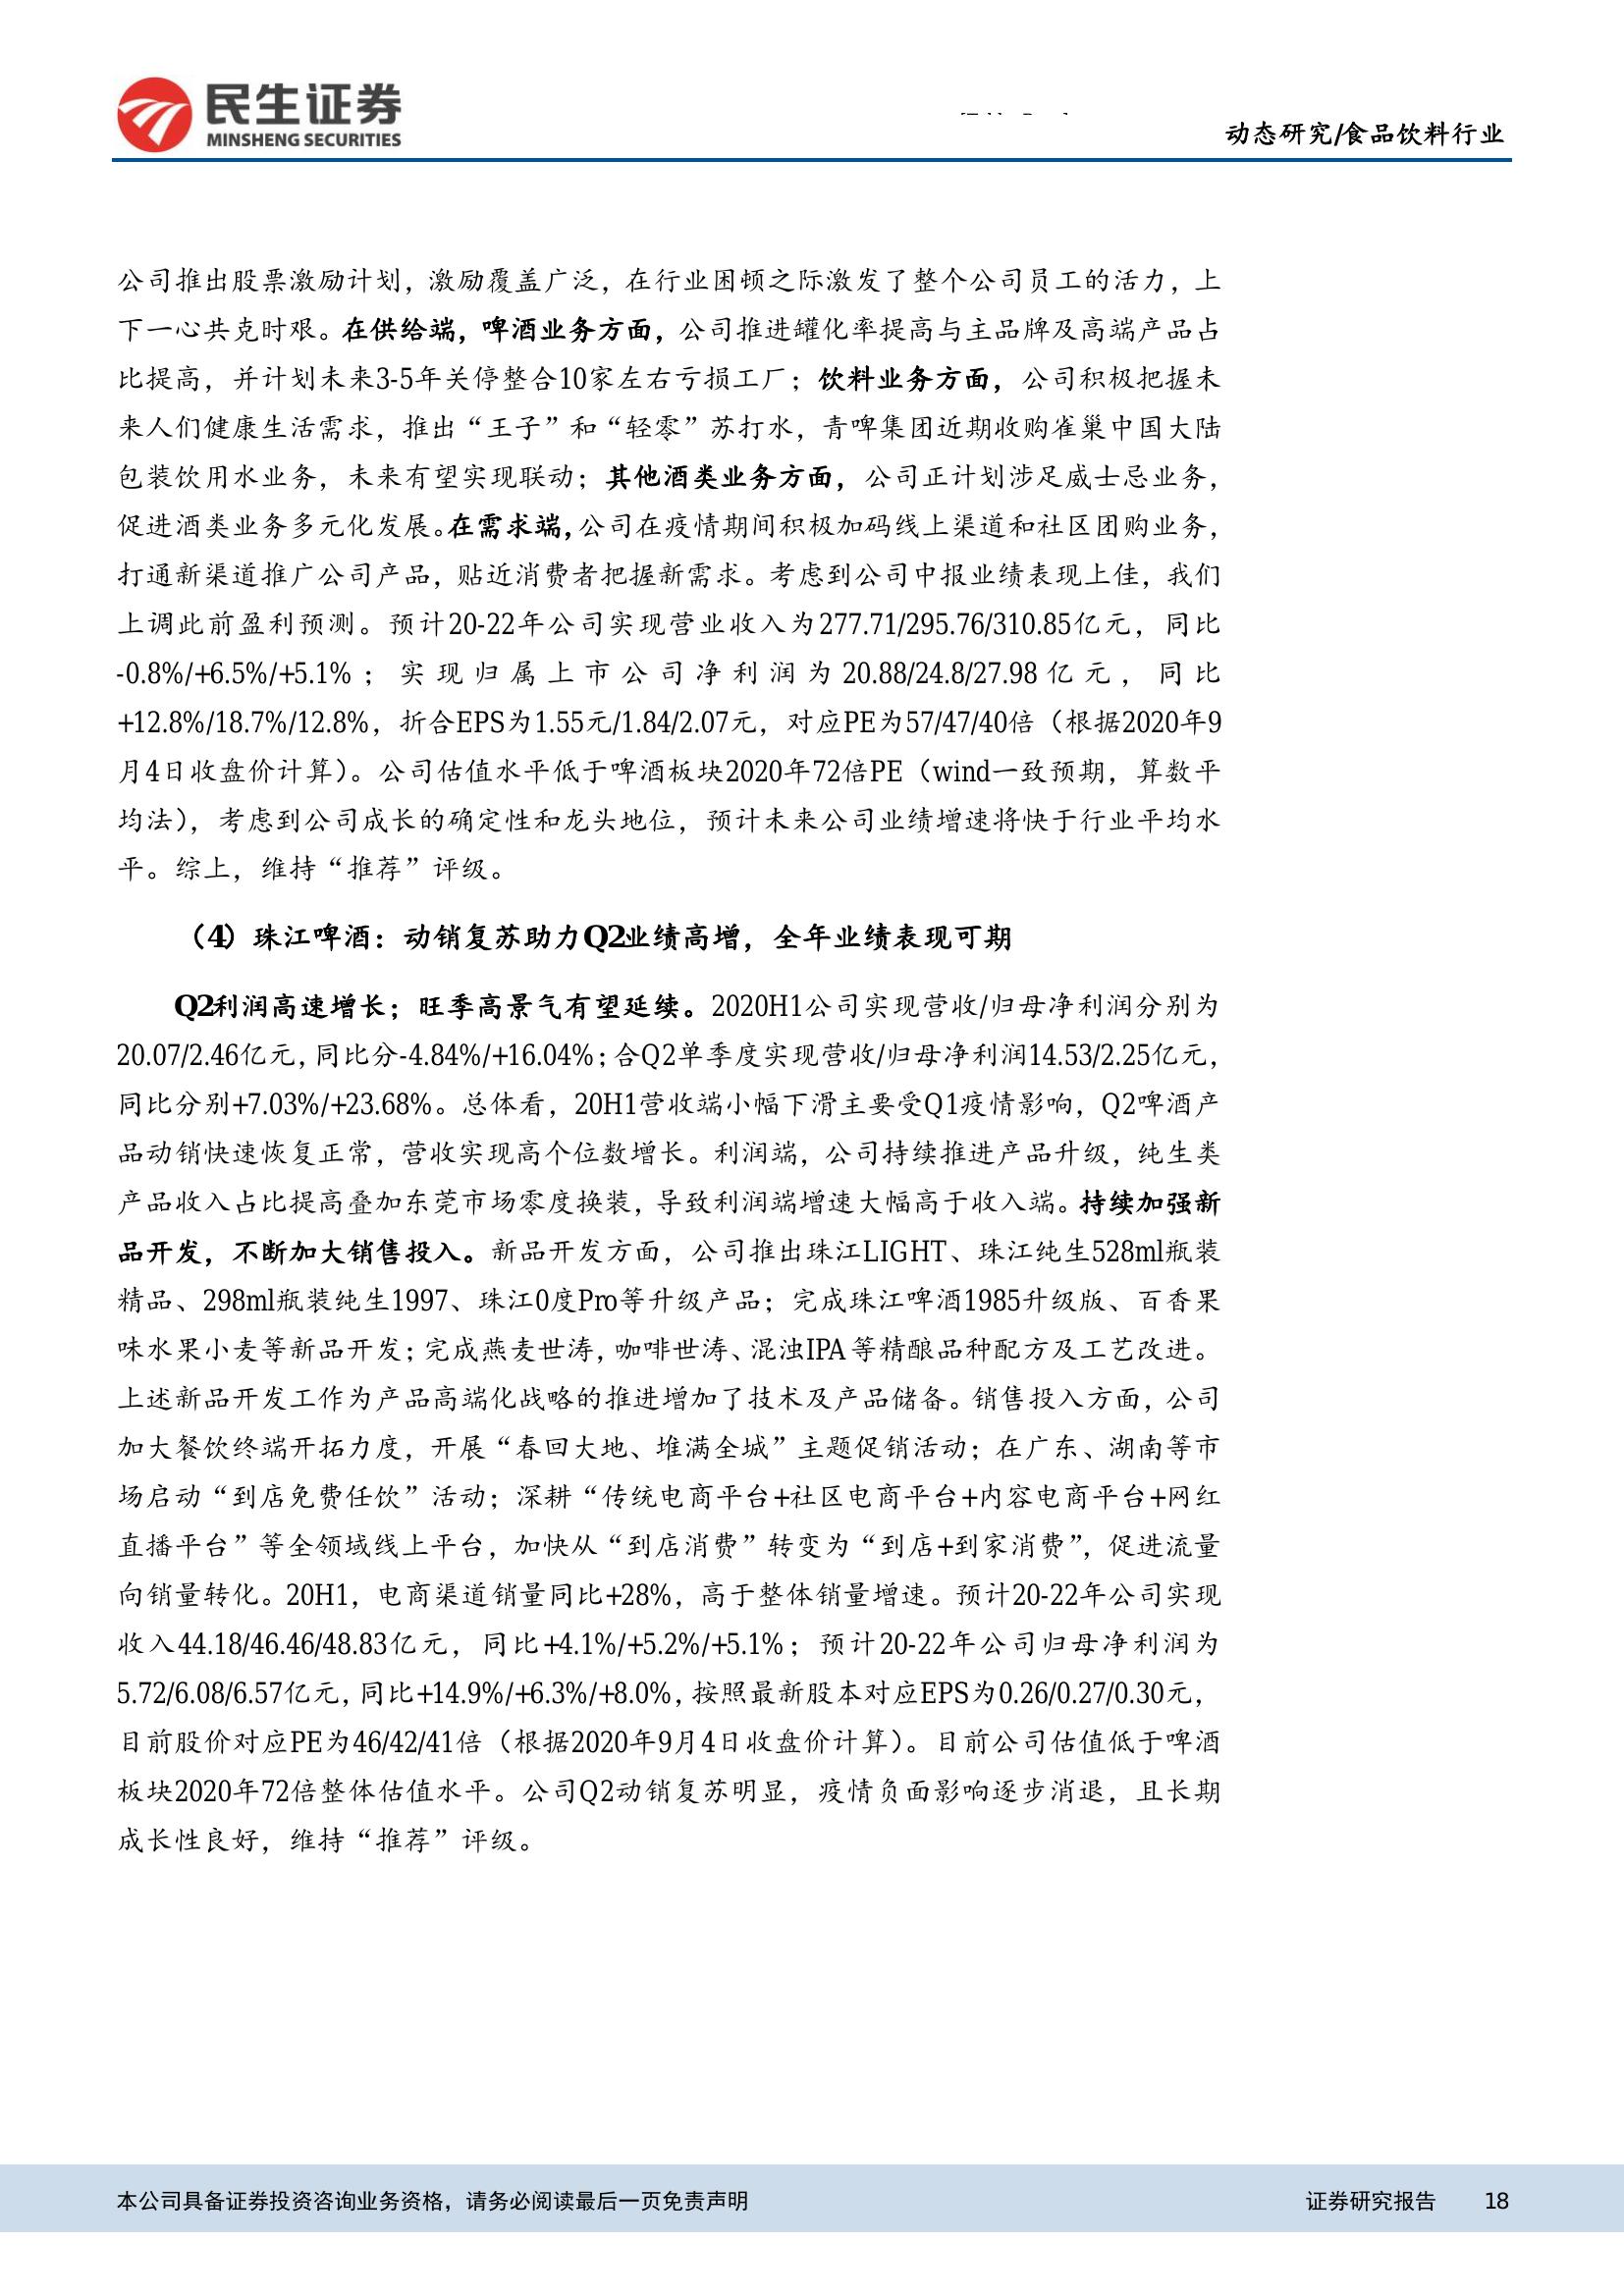 民生证券
MINSHENG SECURITIES
动态研究/食品饮料行业
公司推出股票激励计划，激励覆盖广泛，在行业困顿之际激发了整个公司员工的活力，上
下一心共克时艰。在供给端，啤酒业务方面，公司推进罐化率提高与主品牌及高端产品占
比提高，并计划未来3-5年关停整合10家左右亏损工厂；饮料业务方面，公司积极把握未
来人们健康生活需求，推出“王子”和“轻零”苏打水，青啤集团近期收购雀巢中国大陆
包装饮用水业务，未来有望实现联动；其他酒类业务方面，公司正计划涉足威士忌业务，
促进酒类业务多元化发展。在需求端，公司在疫情期间积极加码线上渠道和社区团购业务，
打通新渠道推广公司产品，贴近消费者把握新需求。考虑到公司中报业绩表现上佳，我们
上调此前盈利预测。预计20-22年公司实现营业收入为277.71/295.76/310.85亿元，同比
-0.8%/+6.5%/+5.1%；实现归属上市公司净利润为20.88/24.8/27.98亿元，同比
+12.8%/18.7%/12.8%，折合EPS为1.55元/1.84/2.07元，对应PE为57/47/40倍（根据2020年9
月4日收盘价计算）。公司估值水平低于啤酒板块2020年72倍PE（wind一致预期，算数平
均法），考虑到公司成长的确定性和龙头地位，预计未来公司业绩增速将快于行业平均水
平。综上，维持“推荐”评级。
（4）珠江啤酒：动销复苏助力Q2业绩高增，全年业绩表现可期
Q2利润高速增长；旺季高景气有望延续。2020H1公司实现营收/归母净利润分别为
20.07/2.46亿元，同比分-4.84%/+16.04%；合Q2单季度实现营收/归母净利润14.53/2.25亿元，
同比分别+7.03%/+23.68%。总体看，20H1营收端小幅下滑主要受Q1疫情影响，Q2啤酒产
品动销快速恢复正常，营收实现高个位数增长。利润端，公司持续推进产品升级，纯生类
产品收入占比提高叠加东莞市场零度换装，导致利润端增速大幅高于收入端。持续加强新
品开发，不断加大销售投入。新品开发方面，公司推出珠江LIGHT、珠江纯生528ml瓶装
精品、298ml瓶装纯生1997、珠江0度Pro等升级产品；完成珠江啤酒1985升级版、百香果
味水果小麦等新品开发；完成燕麦世涛，咖啡世涛、混浊IPA等精酿品种配方及工艺改进。
上述新品开发工作为产品高端化战略的推进增加了技术及产品储备。销售投入方面，公司
加大餐饮终端开拓力度，开展“春回大地、堆满全城”主题促销活动；在广东、湖南等市
场启动“到店免费任饮”活动；深耕“传统电商平台+社区电商平台+内容电商平台+网红
直播平台”等全领域线上平台，加快从“到店消费”转变为“到店+到家消费”，促进流量
向销量转化。20H1，电商渠道销量同比+28%，高于整体销量增速。预计20-22年公司实现
收入44.18/46.46/48.83亿元，同比+4.1%/+5.2%/+5.1%；预计20-22年公司归母净利润为
5.72/6.08/6.57亿元，同比+14.9%/+6.3%/+8.0%，按照最新股本对应EPS为0.26/0.27/0.30元，
目前股价对应PE为46/42/41倍（根据2020年9月4日收盘价计算）。目前公司估值低于啤酒
板块2020年72倍整体估值水平。公司Q2动销复苏明显，疫情负面影响逐步消退，且长期
成长性良好，维持“推荐”评级。
本公司具备证券投资咨询业务资格，请务必阅读最后一页免责声明
证券研究报告 18